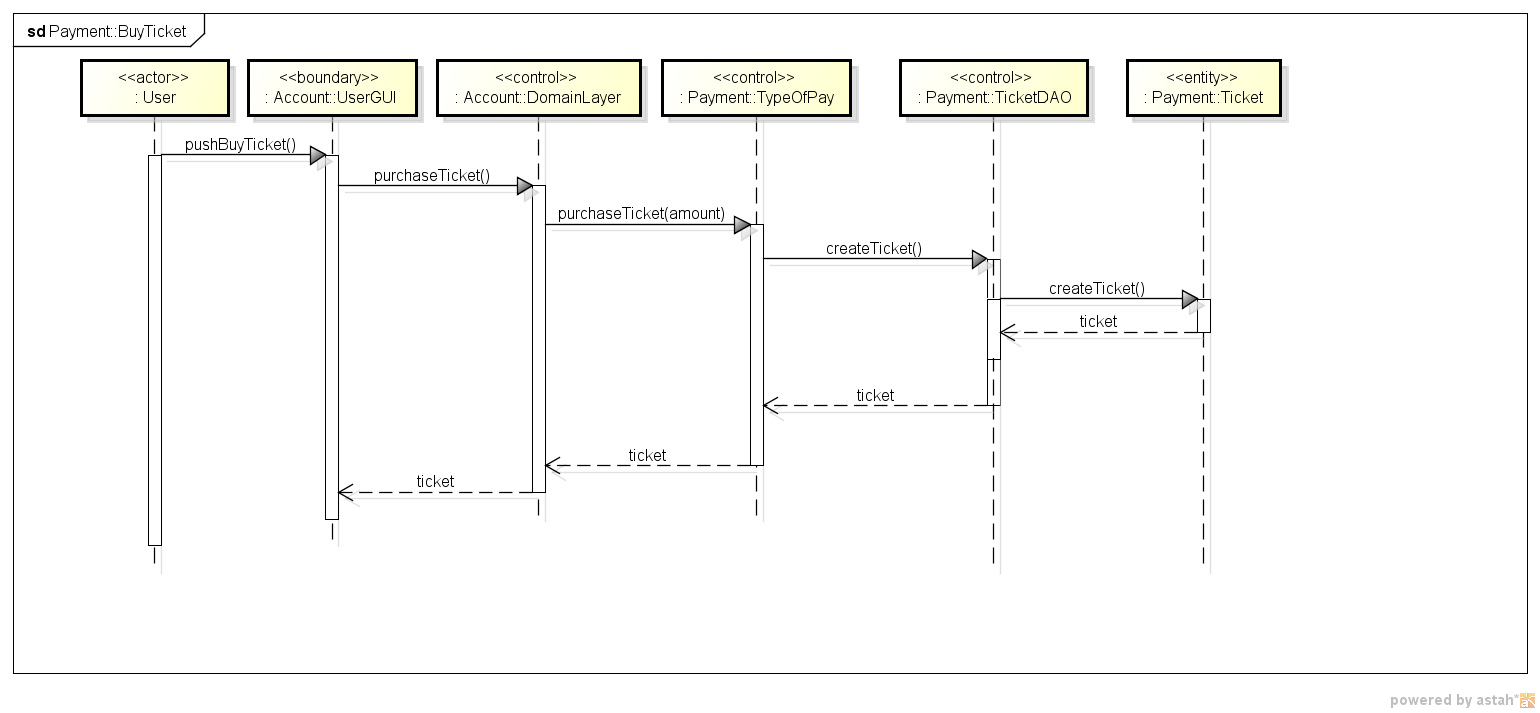 sd Payment::BuyTicket
<<actor>>
: User
<<boundary>>
: Account::UserGUI
<<control>>
: Account::DomainLayer
<<control>>
: Payment::TypeOfPay
<<control>>
: Payment::TicketDAO
<<entity>>
: Payment::Ticket
pushBuyTicket()
purchaseTicket()
purchaseTicket(amount)
createTicket()
createTicket()
ticket
ticket
ticket
ticket
powered by astah*